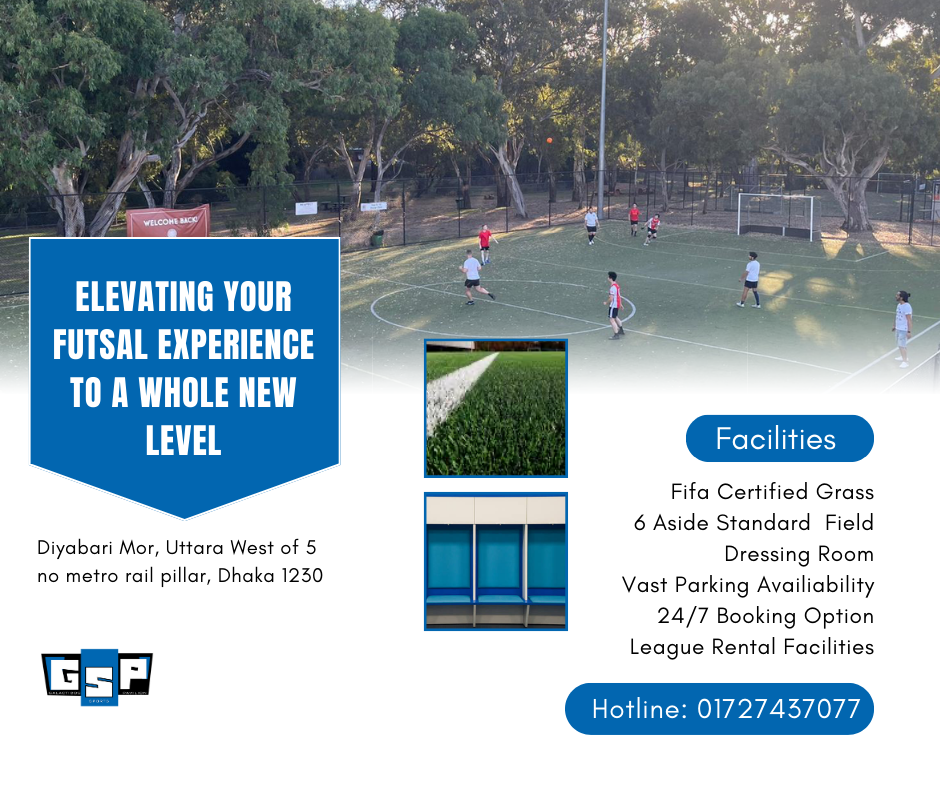 WELCOME BACK!
ELEVATING YOUR
FUTSAL EXPERIENCE
TO A WHOLE NEW
LEVEL
Diyabari Mor, Uttara West of 5
no metro rail pillar, Dhaka 1230
GSP
SPORTS
Facilities
Fifa Certified Grass
6 Aside Standard Field
Dressing Room
Vast Parking Availiability
24/7 Booking Option
League Rental Facilities
Hotline: 01727437077